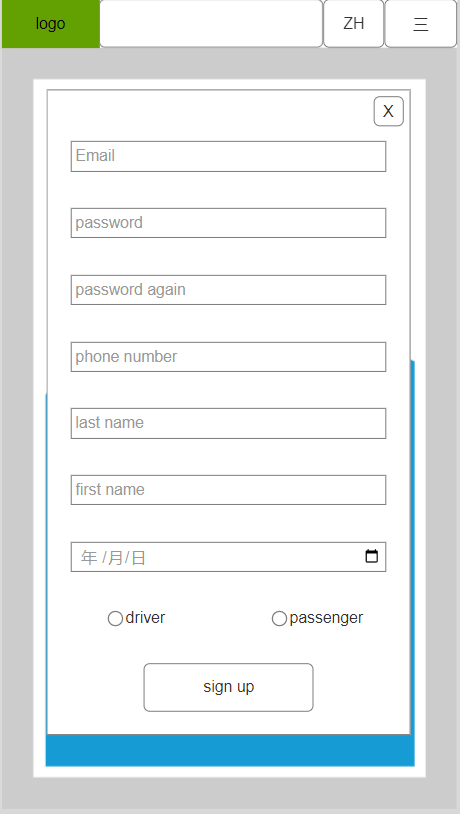 logo ZH 三
X
Email
password
password again
phone number
last name
first name
年 /月/日
driver passenger
sign up